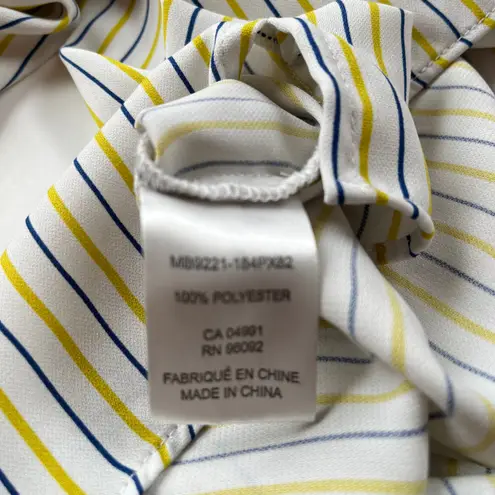 MB9221-184PX82
100% POLYESTER
CA 04991
RN 96092
FABRIQUÉ EN CHINE
MADE IN CHINA